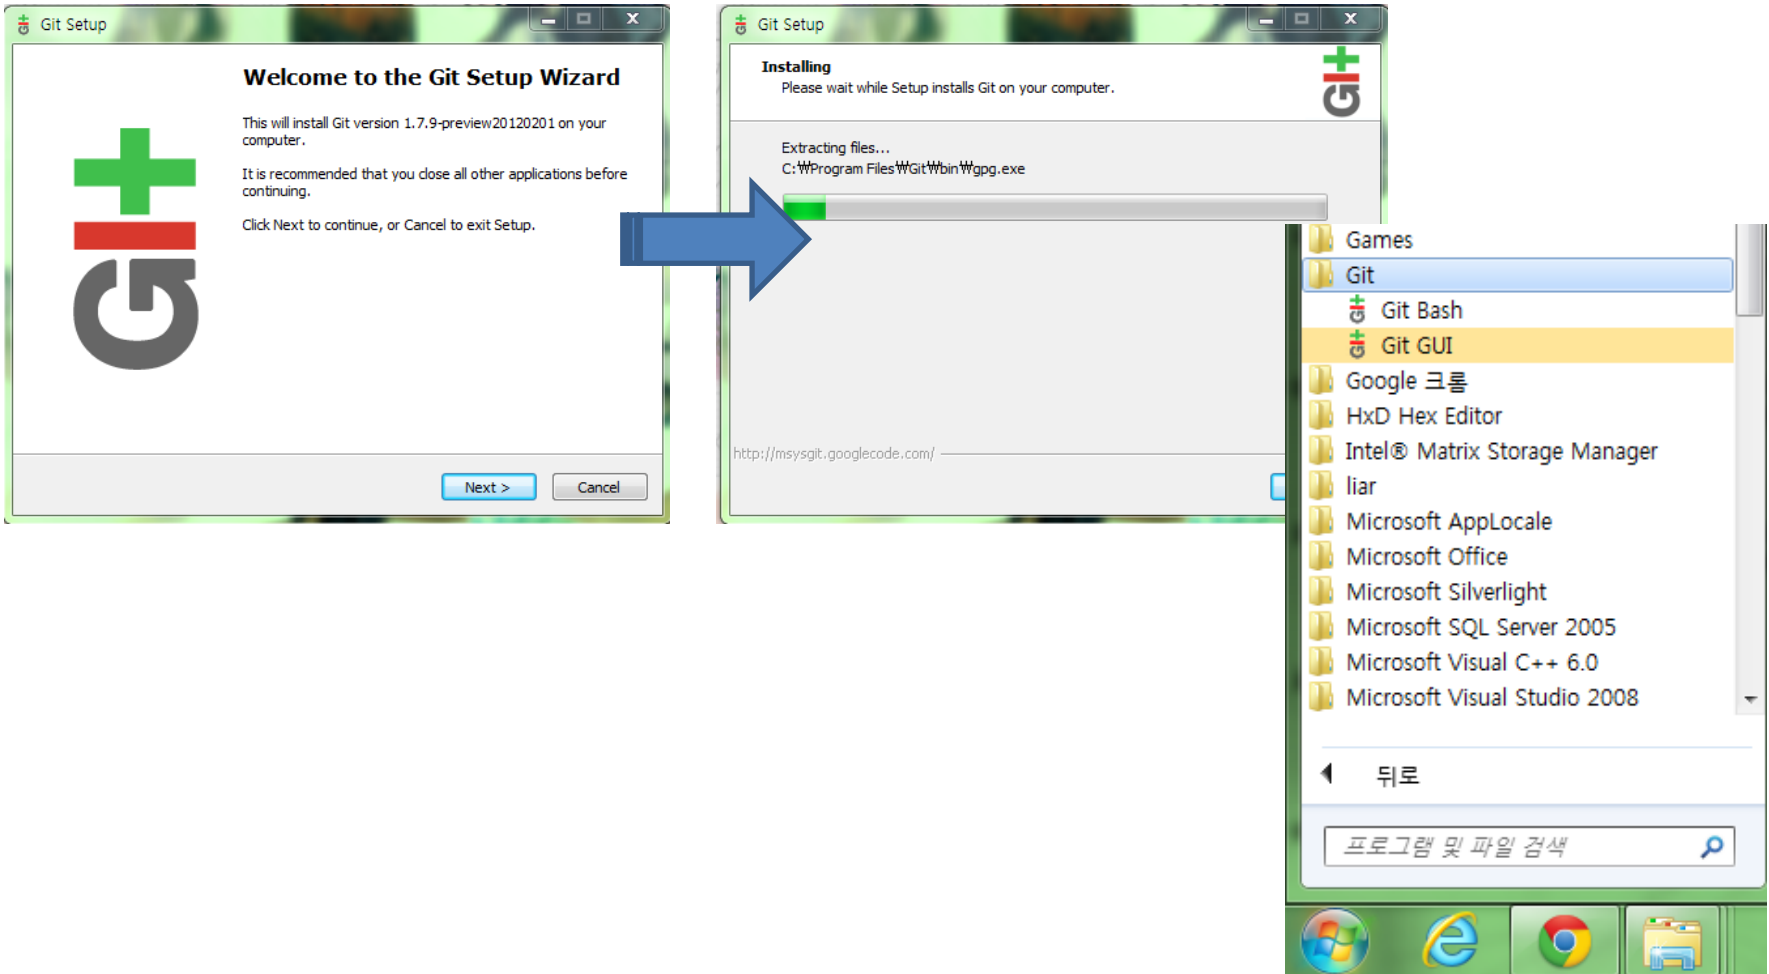 Git Setup
Git
Welcome to the Git Setup Wizard
This will install Git version 1.7.9-preview20120201 on your
computer.
It is recommended that you close all other applications before
continuing.
Click Next to continue, or Cancel to exit Setup.
Next >
Cancel
Git Setup
Installing
Please wait while Setup installs Git on your computer.
Git
Extracting files...
C:₩Program Files₩Git₩bin₩gpg.exe
http://msysgit.googlecode.com/
Games
Git
Git Bash
Git GUI
Google 크롬
HxD Hex Editor
Intel® Matrix Storage Manager
liar
Microsoft AppLocale
Microsoft Office
Microsoft Silverlight
Microsoft SQL Server 2005
Microsoft Visual C++ 6.0
Microsoft Visual Studio 2008
뒤로
프로그램 및 파일 검색